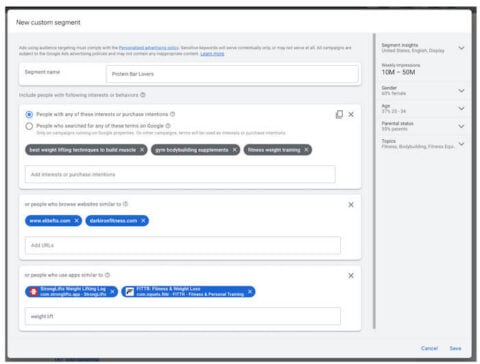 New custom segment
Ads using audience targeting must comply with the Personalized advertising policy. Sensitive keywords will serve contextually only, or may not serve at all. All campaigns are
subject to the Google Ads advertising policies and may not contain any inappropriate content. Learn more
Segment name
Protein Bar Lovers
Include people with following interests or behaviors
People with any of these interests or purchase intentions
People who searched for any of these terms on Google
Only on campaigns running on Google properties. On other campaigns, terms will be used as interests or purchase intentions.
best weight lifting techniques to build muscle X
gym bodybuilding supplements X
fitness weight training X
Add interests or purchase intentions
or people who browse websites similar to
www.elitefts.com X
darkironfitness.com X
Add URLs
or people who use apps similar to
StrongLifts Weight Lifting Log
com.stronglifts.app - StrongLifts X
FITTR: Fitness & Weight Loss
FITTR - Fitness & Personal Training X
weight lift
Segment insights
United States, English, Display
Weekly impressions
10M – 50M
Gender
60% female
Age
37% 25 - 34
Parental status
Topics
Fitness, Bodybuilding, Fitness Equi..
Cancel
Save